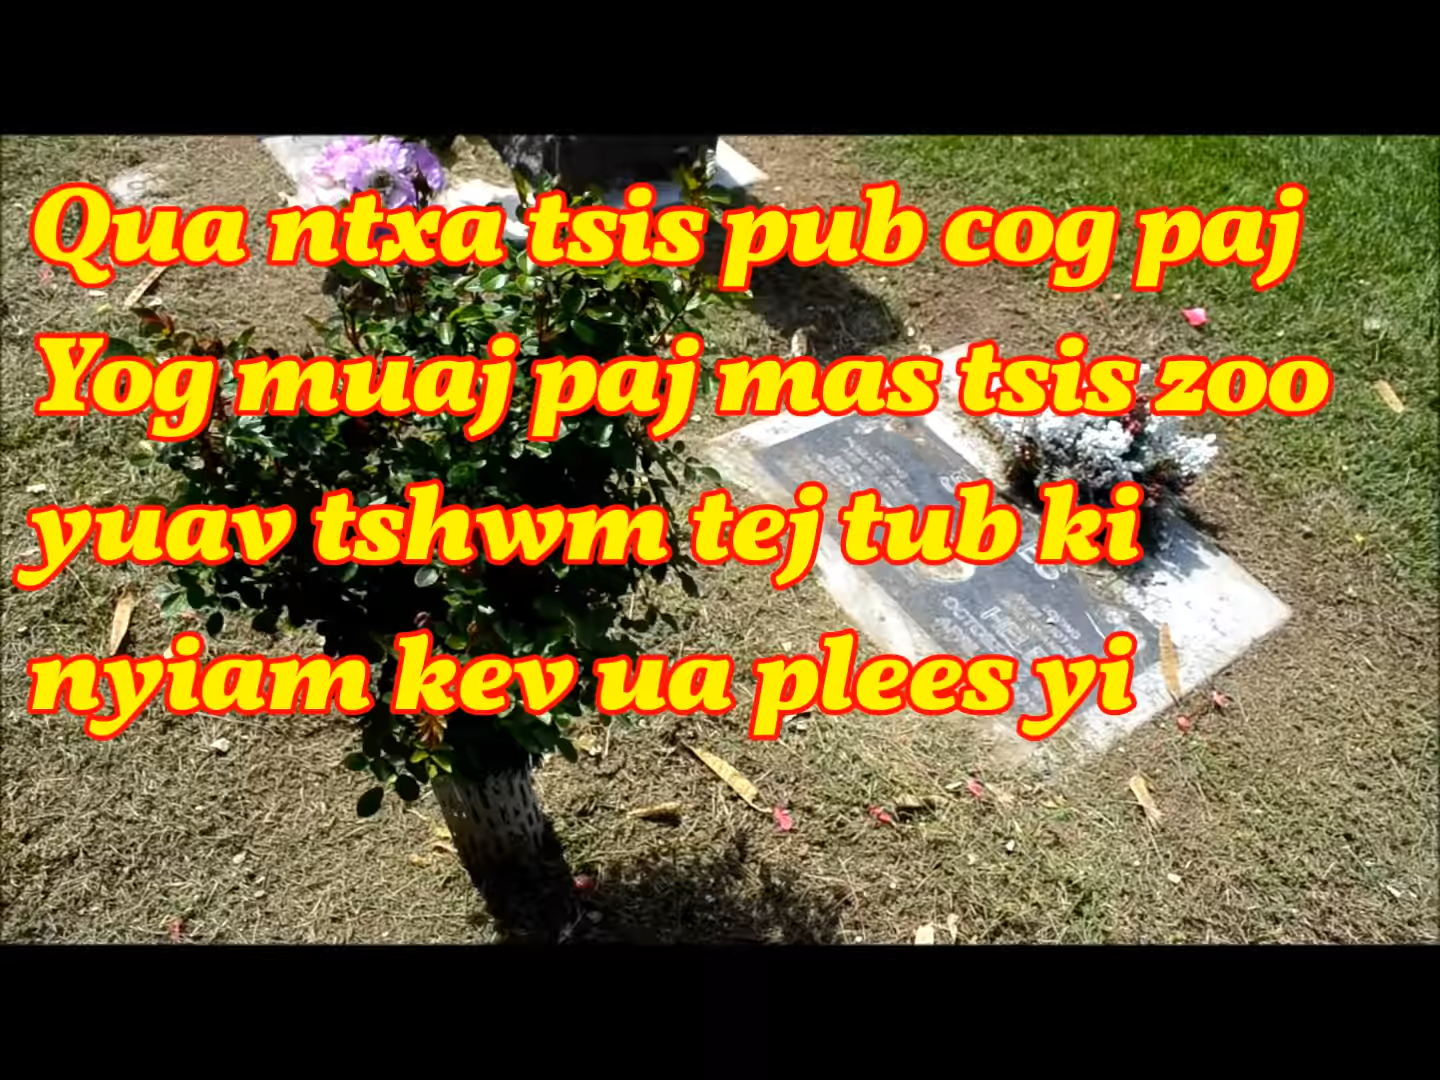 Qua ntxa tsis pub cog paj
Yog muaj paj mas tsis zoo
yuav tshwm tej tub ki
nyiam kev ua plees yi